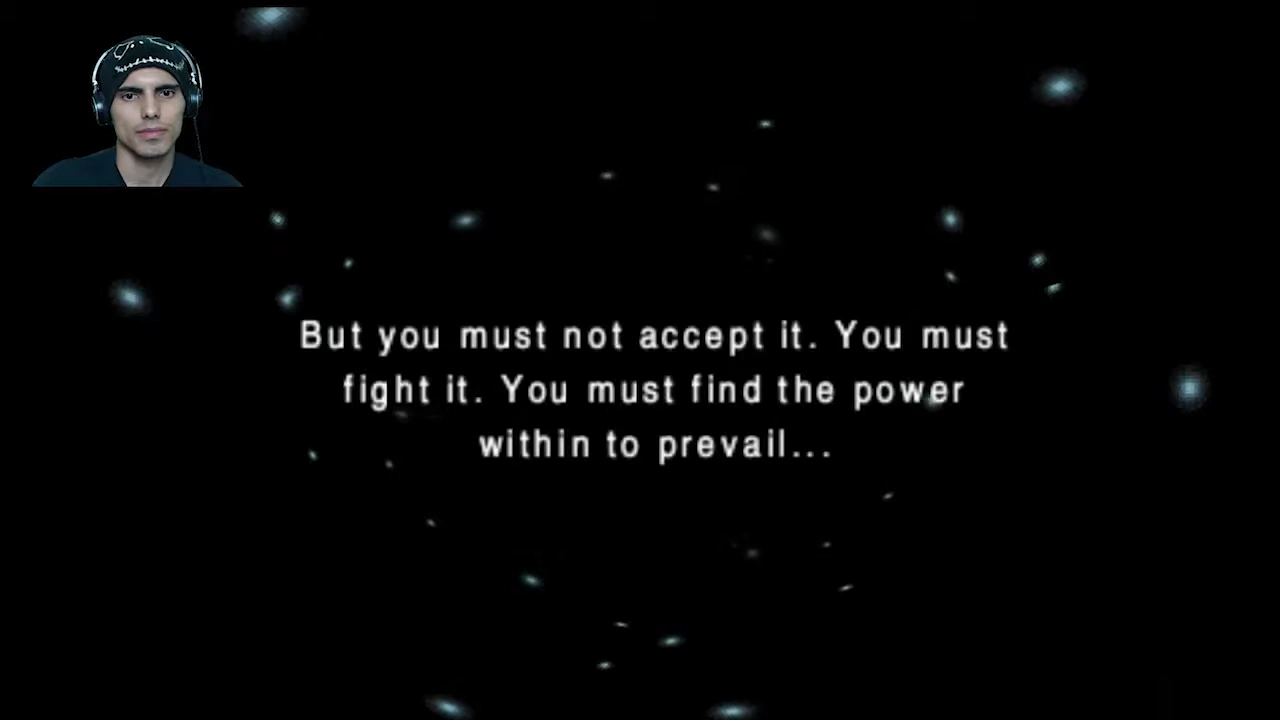 But you must not accept it. You must
fight it. You must find the power
within to prevail...